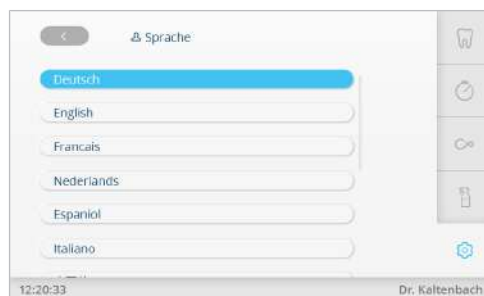 Sprache
Deutsch
English
Francais
Nederlands
Espaniol
Italiano
12:20:33 Dr. Kaltenbach